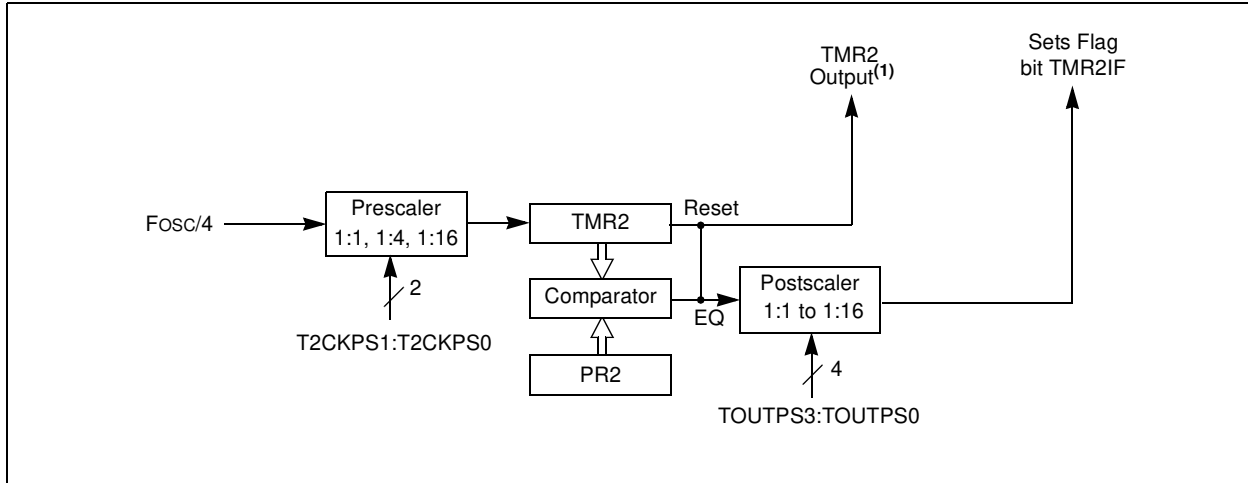 TMR2
Output(1)
Sets Flag
bit TMR2IF
FOSC/4
Prescaler
1:1, 1:4, 1:16
2
T2CKPS1:T2CKPS0
TMR2
Reset
Comparator
EQ
PR2
Postscaler
1:1 to 1:16
4
TOUTPS3:TOUTPS0